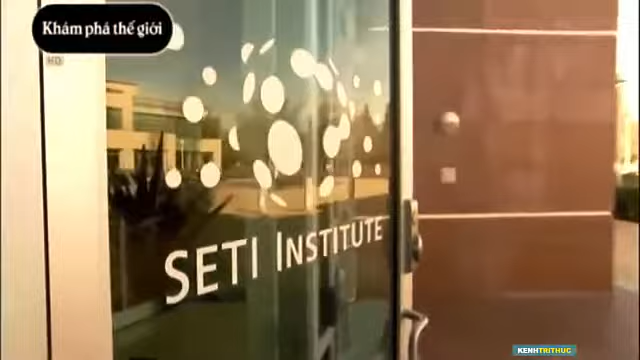 Khám phá thế giới
HD
SETI INSTITUTE
KENHTRITHUC